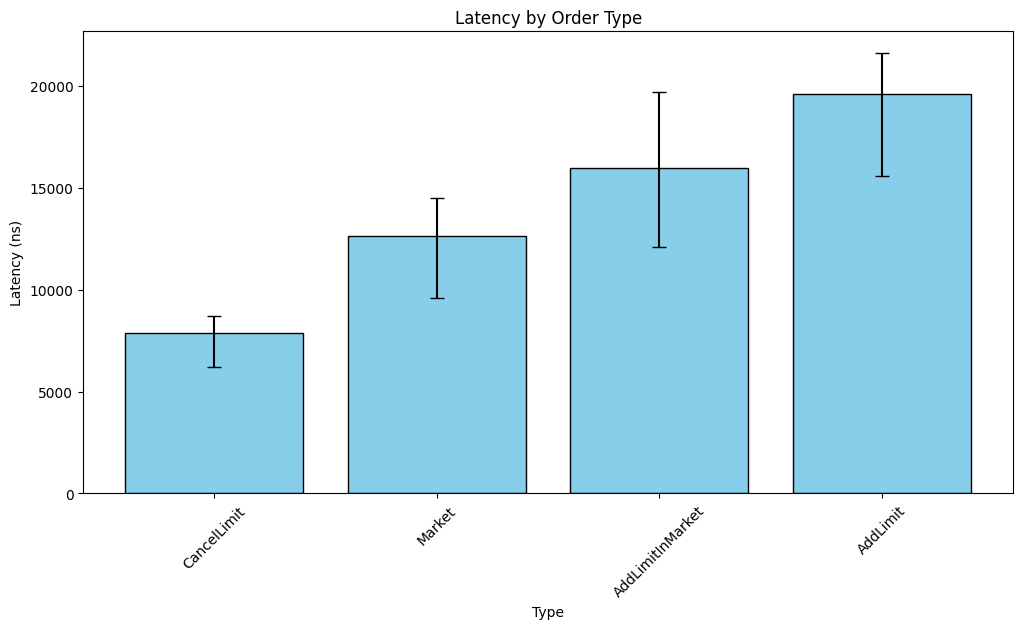 Latency by Order Type
Latency (ns)
20000
15000
10000
5000
0
CancelLimit
Market
AddLimitInMarket
AddLimit
Type